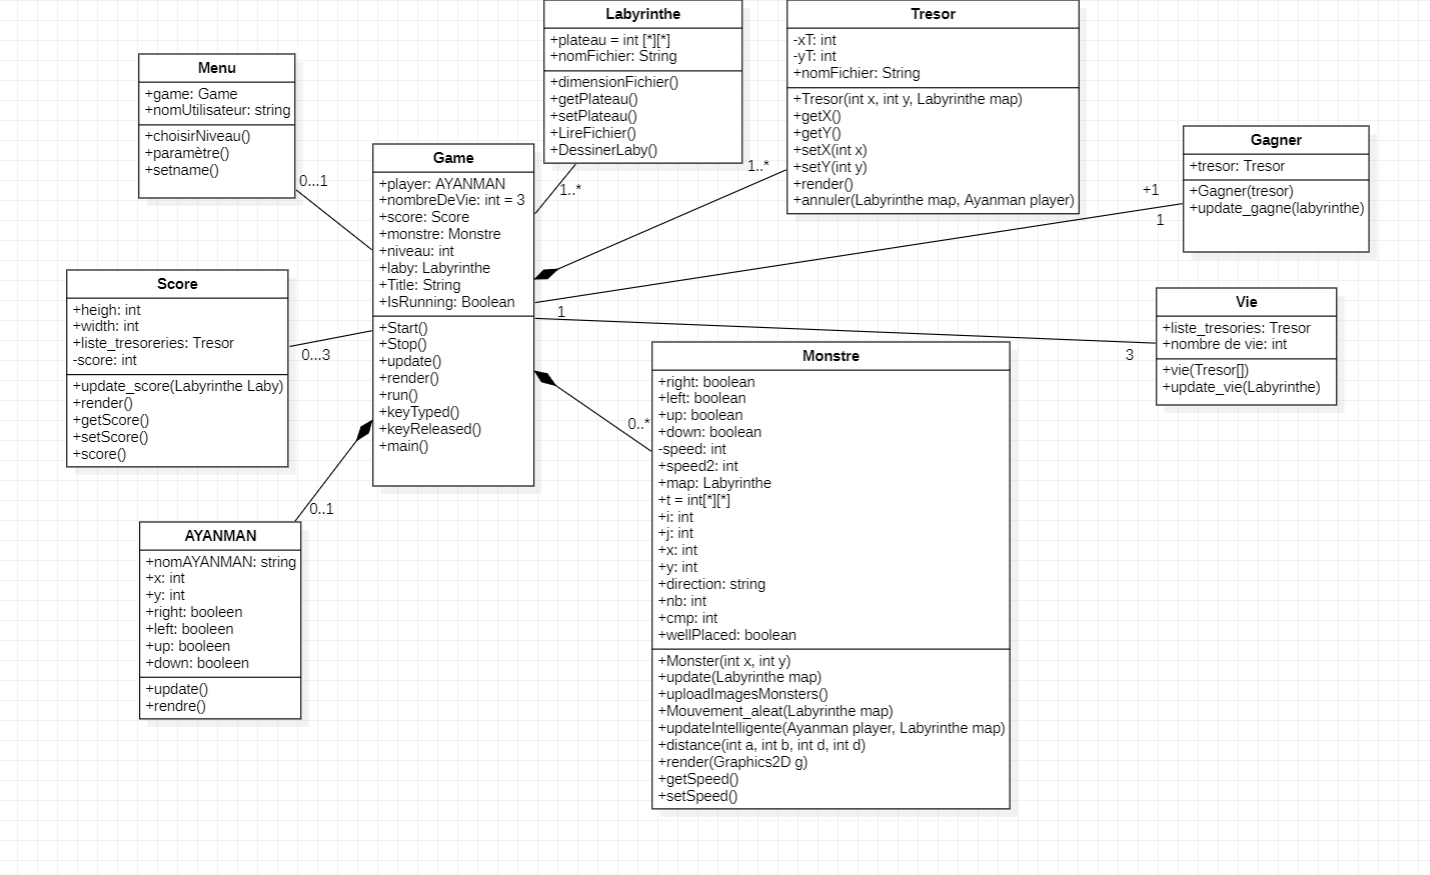 Menu
+game: Game
+nomUtilisateur: string
+choisirNiveau()
+paramètre()
+setname()
0...1
Labyrinthe
+plateau = int [*][*]
+nomFichier: String
+dimensionFichier()
+getPlateau()
+setPlateau()
+LireFichier()
+DessinerLaby()
1..*
Tresor
-xT: int
-yT: int
+nomFichier: String
+Tresor(int x, int y, Labyrinthe map)
+getX()
+getY()
+setX(int x)
+setY(int y)
+render()
+annuler(Labyrinthe map, Ayanman player)
1..*
Gagner
+tresor: Tresor
+Gagner(tresor)
+update_gagne(labyrinthe)
+1
1
Game
+player: AYANMAN
+nombreDeVie: int = 3
+score: Score
+monstre: Monstre
+niveau: int
+laby: Labyrinthe
+Title: String
+IsRunning: Boolean
+Start()
+Stop()
+update()
+render()
+run()
+keyTyped()
+keyReleased()
+main()
1
Score
+heigh: int
+width: int
+liste_tresoreries: Tresor
-score: int
+update_score(Labyrinthe Laby)
+render()
+getScore()
+setScore()
+score()
0...3
Vie
+liste_tresories: Tresor
+nombre de vie: int
+vie(Tresor[])
+update_vie(Labyrinthe)
3
Monstre
+right: boolean
+left: boolean
+up: boolean
+down: boolean
-speed: int
+speed2: int
+map: Labyrinthe
+t = int[*][*]
+i: int
+j: int
+x: int
+y: int
+direction: string
+nb: int
+cmp: int
+wellPlaced: boolean
+Monster(int x, int y)
+update(Labyrinthe map)
+uploadImagesMonsters()
+Mouvement_aleat(Labyrinthe map)
+updateIntelligente(Ayanman player, Labyrinthe map)
+distance(int a, int b, int d, int d)
+render(Graphics2D g)
+getSpeed()
+setSpeed()
0..*
AYANMAN
+nomAYANMAN: string
+x: int
+y: int
+right: booleen
+left: booleen
+up: booleen
+down: booleen
+update()
+rendre()
0..1